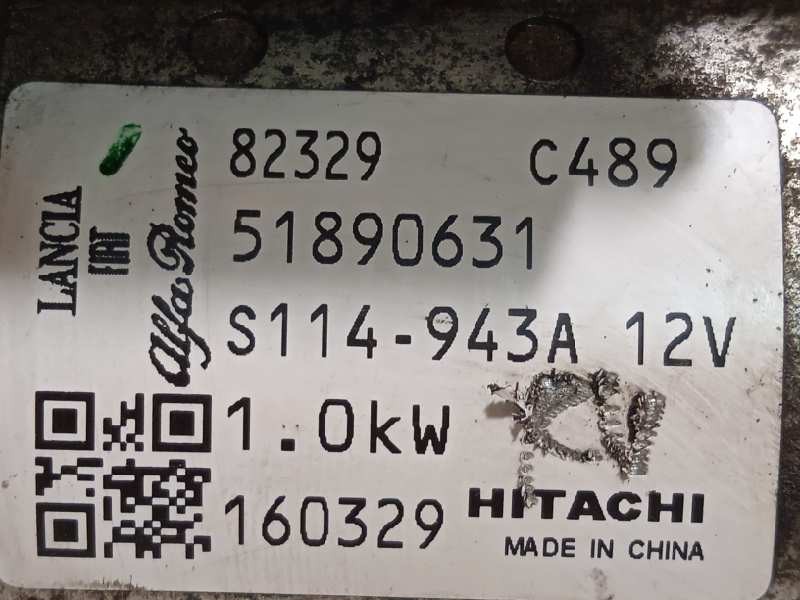 LANCIA
FIAT
Alfa Romeo
82329 C489
51890631
S114-943A 12V
1.0kW
160329
HITACHI
MADE IN CHINA